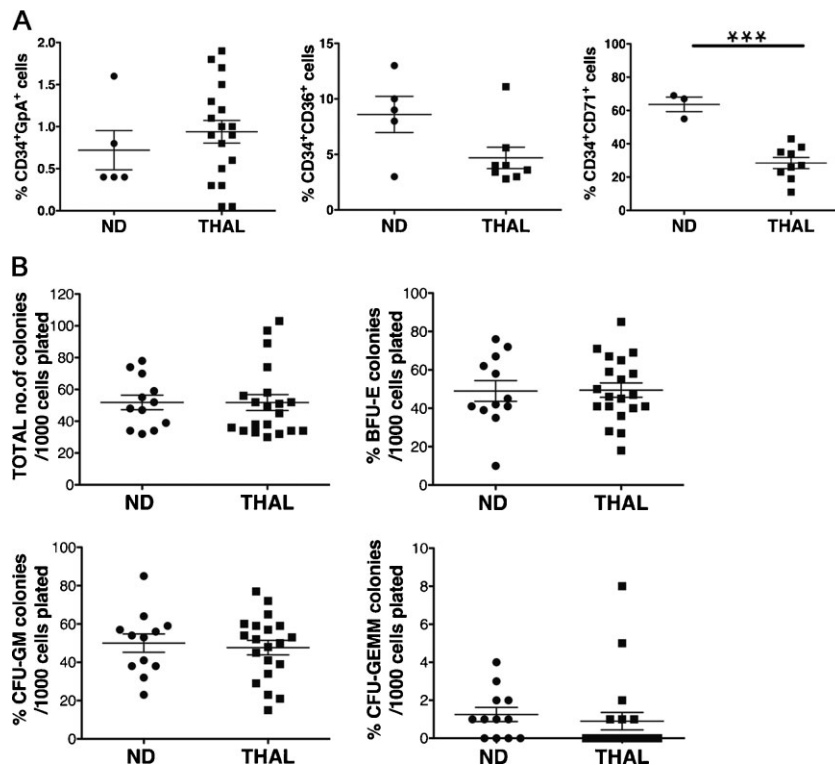 A
% CD34+GpA+ cells
2.0
1.5
1.0
0.5
0.0
ND THAL
% CD34+CD36+ cells
15
10
5
0
ND THAL
***
% CD34+CD71+ cells
100
80
60
40
20
0
ND THAL
B
TOTAL no.of colonies
/1000 cells plated
120
100
80
60
40
20
0
ND THAL
% BFU-E colonies
/1000 cells plated
100
80
60
40
20
0
ND THAL
% CFU-GM colonies
/1000 cells plated
100
80
60
40
20
0
ND THAL
% CFU-GEMM colonies
/1000 cells plated
10
8
6
4
2
0
ND THAL